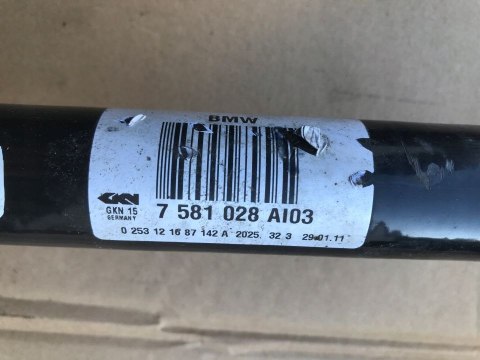 BMW
GKN
GKN 15
GERMANY
7 581 028 AI03
0 253 12 16 87 142 A 2025. 32 3 29.01.11